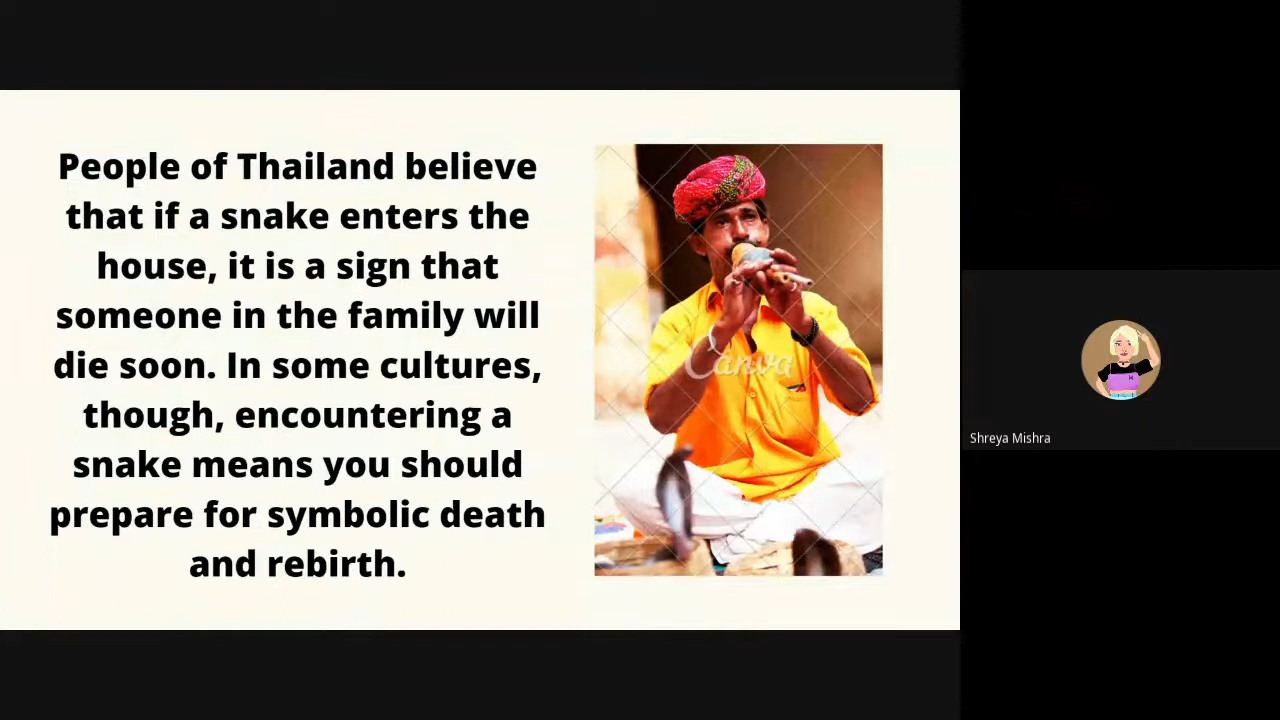 People of Thailand believe
that if a snake enters the
house, it is a sign that
someone in the family will
die soon. In some cultures,
though, encountering a
snake means you should
prepare for symbolic death
and rebirth.
Canva
Shreya Mishra